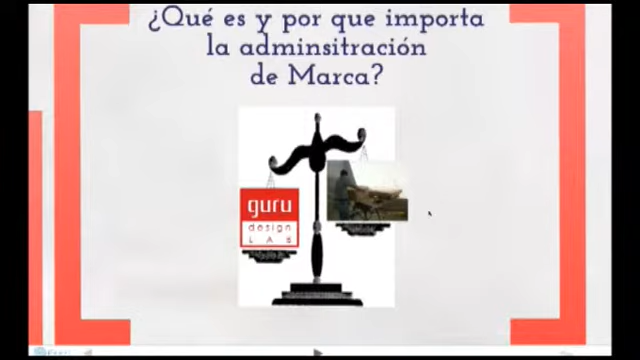 ¿Qué es y por que importa
la adminsitración
de Marca?
guru
design
LAB